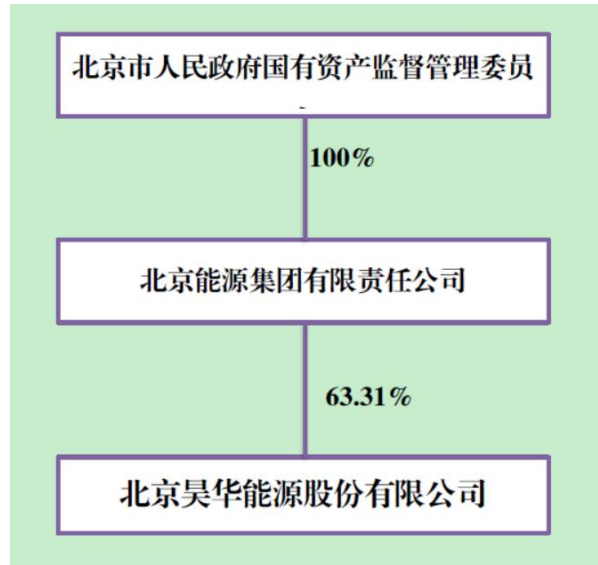 北京市人民政府国有资产监督管理委员
100%
北京能源集团有限责任公司
63.31%
北京昊华能源股份有限公司